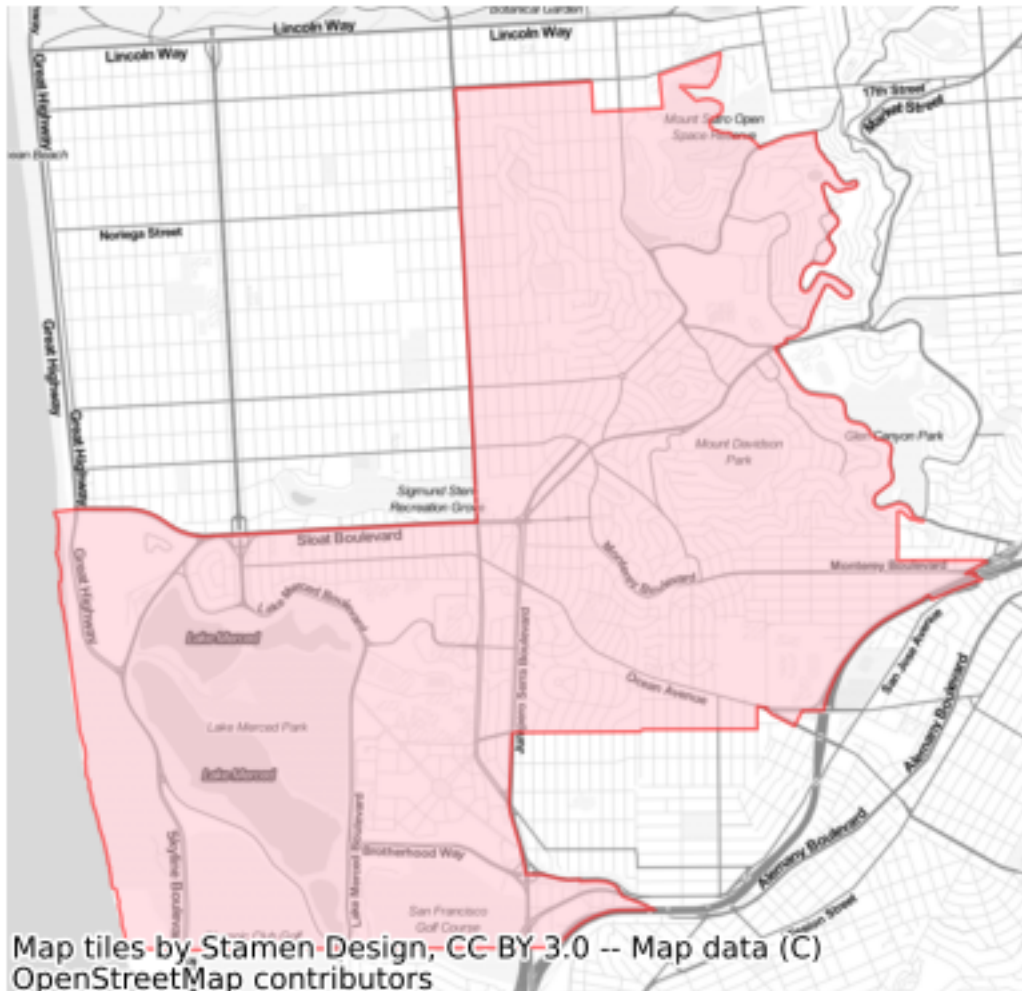 Botanical Garden
Lincoln Way
Lincoln Way
Lincoln Way
Great Highway
17th Street
Market Street
Mount Sutro Open
Space Reserve
Noriega Street
Great Highway
Great Highway
Glen Canyon Park
Mount Davidson
Park
Sigmund Stern
Recreation Grove
Sloat Boulevard
Great Highway
Monterey Boulevard
Monterey Boulevard
Lake Merced Boulevard
Lake Merced
San Jose Avenue
Junipero Serra Boulevard
Ocean Avenue
Alemany Boulevard
Lake Merced Park
Lake Merced
Skyline Boulevard
Lake Merced Boulevard
Brotherhood Way
Alemany Boulevard
San Francisco
Golf Course
Map tiles by Stamen Design, CC BY 3.0 -- Map data (C)
OpenStreetMap contributors